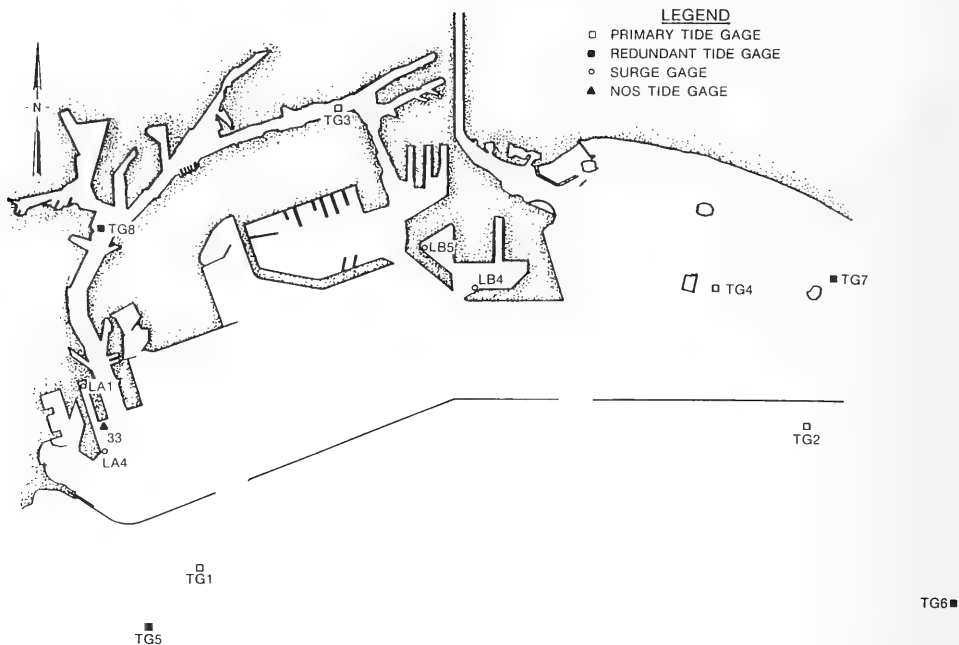 LEGEND
PRIMARY TIDE GAGE
REDUNDANT TIDE GAGE
SURGE GAGE
NOS TIDE GAGE
N
TG3
TG8
LB5
LB4
TG4
TG7
LA1
33
LA4
TG2
TG1
TG6
TG5